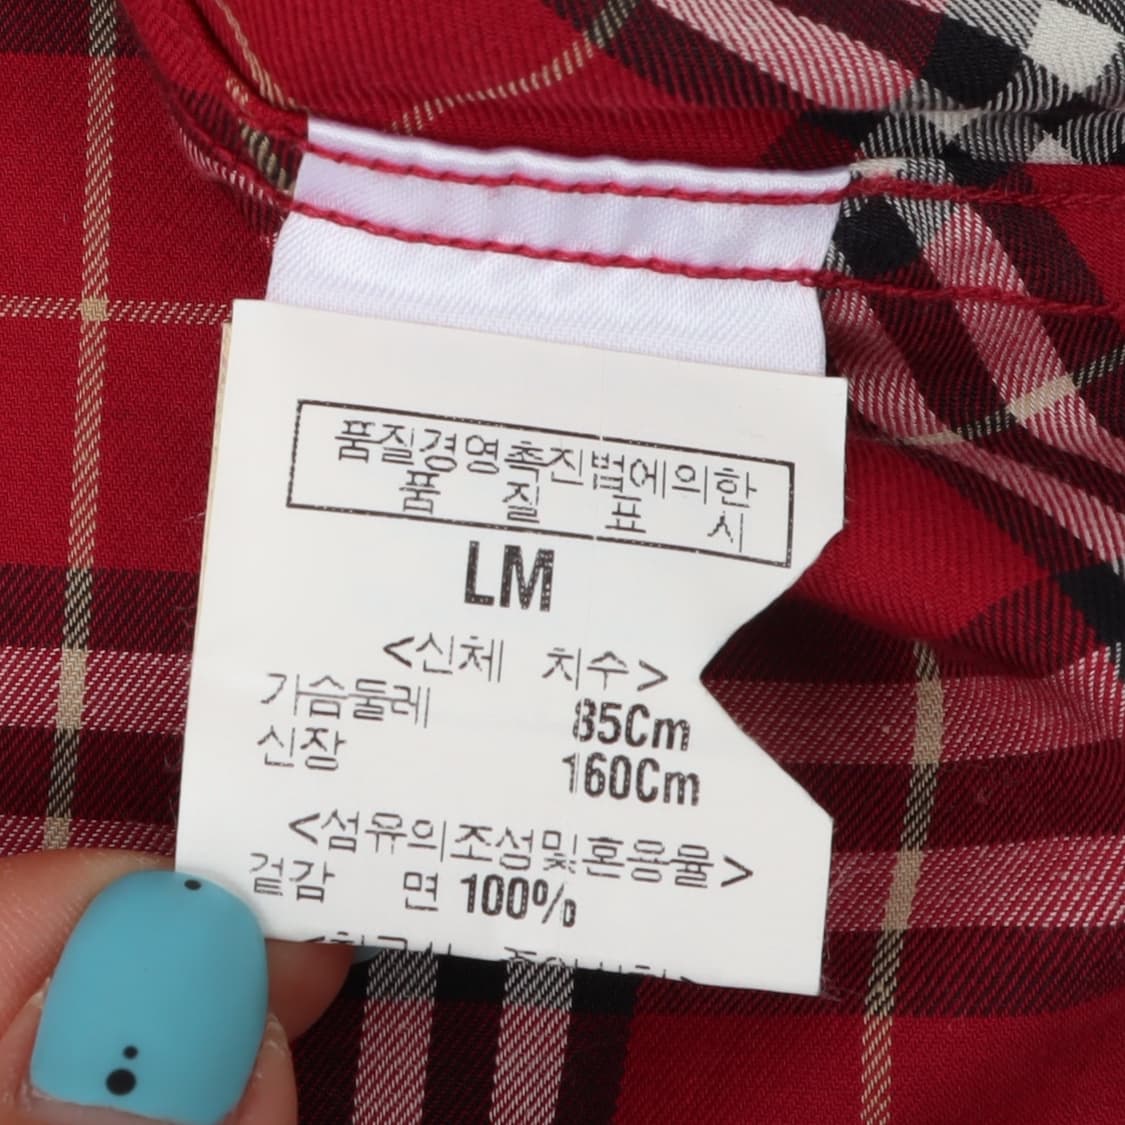 품질경영촉진법에의한
품 질 표 시
LM
<신체 치수>
가슴둘레 85Cm
신장 160Cm
<섬유의조성및혼용율>
겉감 면 100%